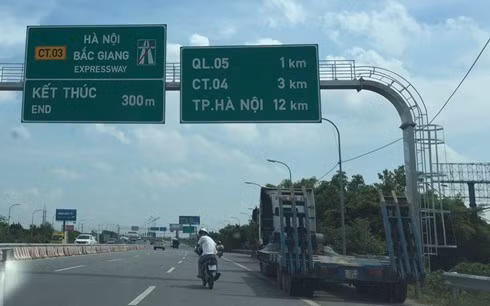 CT.03
HÀ NỘI
BẮC GIANG
EXPRESSWAY
KẾT THÚC
END 300 m
QL.05 1 km
CT.04 3 km
TP.HÀ NỘI 12 km